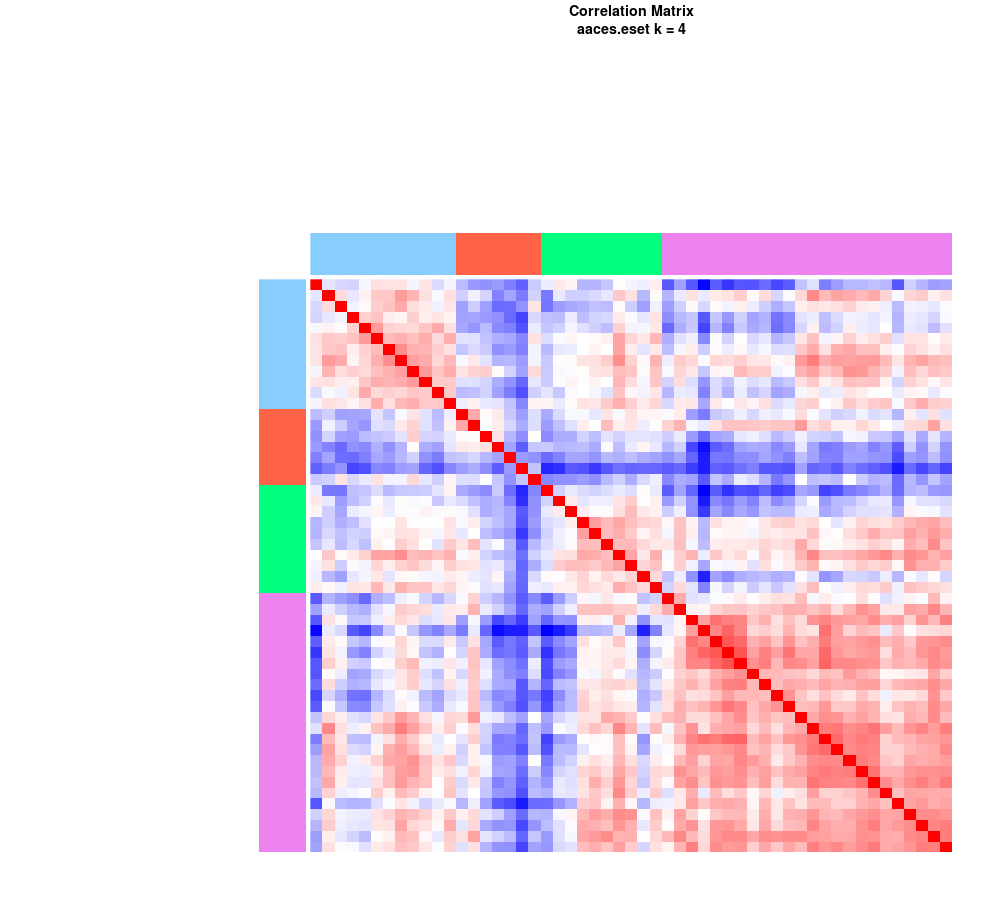 Correlation Matrix
aaces.eset k = 4